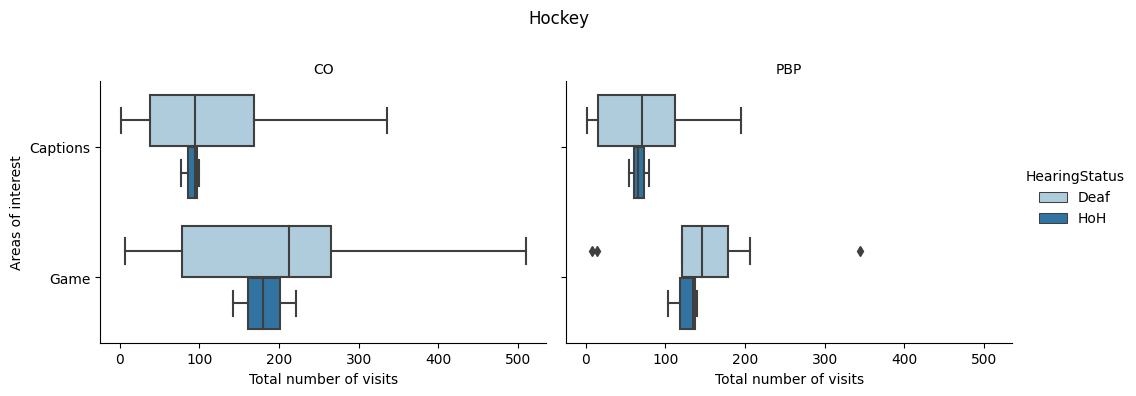 Hockey
CO
PBP
Areas of interest
Captions
Game
0 100 200 300 400 500
Total number of visits
0 100 200 300 400 500
Total number of visits
HearingStatus
Deaf
HoH